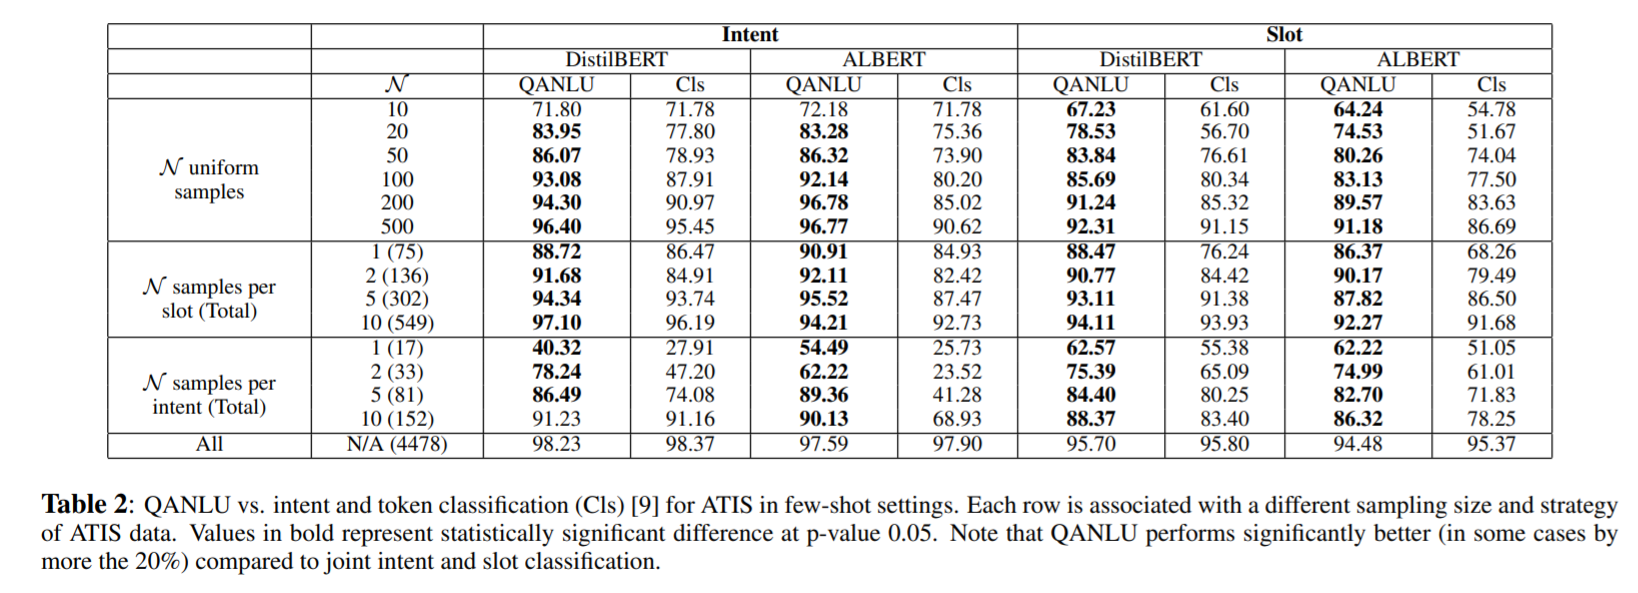 Intent Slot
DistilBERT ALBERT DistilBERT ALBERT
𝒩 QANLU Cls QANLU Cls QANLU Cls QANLU Cls
𝒩 uniform samples
10 71.80 71.78 72.18 71.78 67.23 61.60 64.24 54.78
20 83.95 77.80 83.28 75.36 78.53 56.70 74.53 51.67
50 86.07 78.93 86.32 73.90 83.84 76.61 80.26 74.04
100 93.08 87.91 92.14 80.20 85.69 80.34 83.13 77.50
200 94.30 90.97 96.78 85.02 91.24 85.32 89.57 83.63
500 96.40 95.45 96.77 90.62 92.31 91.15 91.18 86.69
𝒩 samples per slot (Total)
1 (75) 88.72 86.47 90.91 84.93 88.47 76.24 86.37 68.26
2 (136) 91.68 84.91 92.11 82.42 90.77 84.42 90.17 79.49
5 (302) 94.34 93.74 95.52 87.47 93.11 91.38 87.82 86.50
10 (549) 97.10 96.19 94.21 92.73 94.11 93.93 92.27 91.68
𝒩 samples per intent (Total)
1 (17) 40.32 27.91 54.49 25.73 62.57 55.38 62.22 51.05
2 (33) 78.24 47.20 62.22 23.52 75.39 65.09 74.99 61.01
5 (81) 86.49 74.08 89.36 41.28 84.40 80.25 82.70 71.83
10 (152) 91.23 91.16 90.13 68.93 88.37 83.40 86.32 78.25
All N/A (4478) 98.23 98.37 97.59 97.90 95.70 95.80 94.48 95.37
Table 2: QANLU vs. intent and token classification (Cls) [9] for ATIS in few-shot settings. Each row is associated with a different sampling size and strategy
of ATIS data. Values in bold represent statistically significant difference at p-value 0.05. Note that QANLU performs significantly better (in some cases by
more the 20%) compared to joint intent and slot classification.